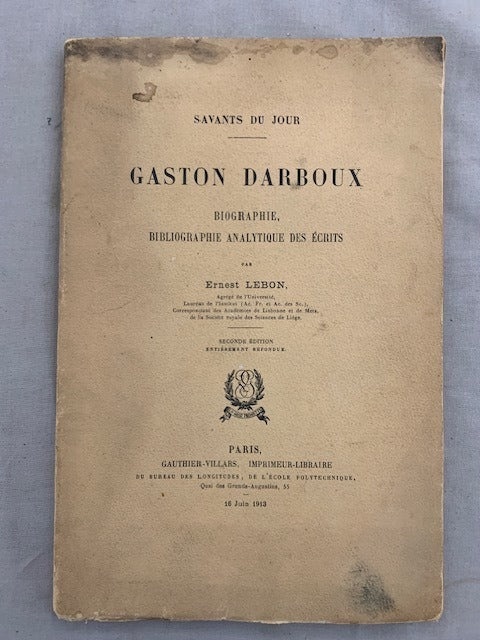 SAVANTS DU JOUR
GASTON DARBOUX
BIOGRAPHIE,
BIBLIOGRAPHIE ANALYTIQUE DES ÉCRITS
PAR
Ernest LEBON,
Agrégé de l'Université,
Lauréat de l'Institut (Ac. Fr. et Ac. des Sc.),
Correspondant des Académies de Lisbonne et de Metz,
de la Société royale des Sciences de Liége.
SECONDE ÉDITION
ENTIÈREMENT REFONDUE.
PARIS,
GAUTHIER-VILLARS, IMPRIMEUR-LIBRAIRE
DU BUREAU DES LONGITUDES, DE L'ÉCOLE POLYTECHNIQUE,
Quai des Grands-Augustins, 55
16 Juin 1913